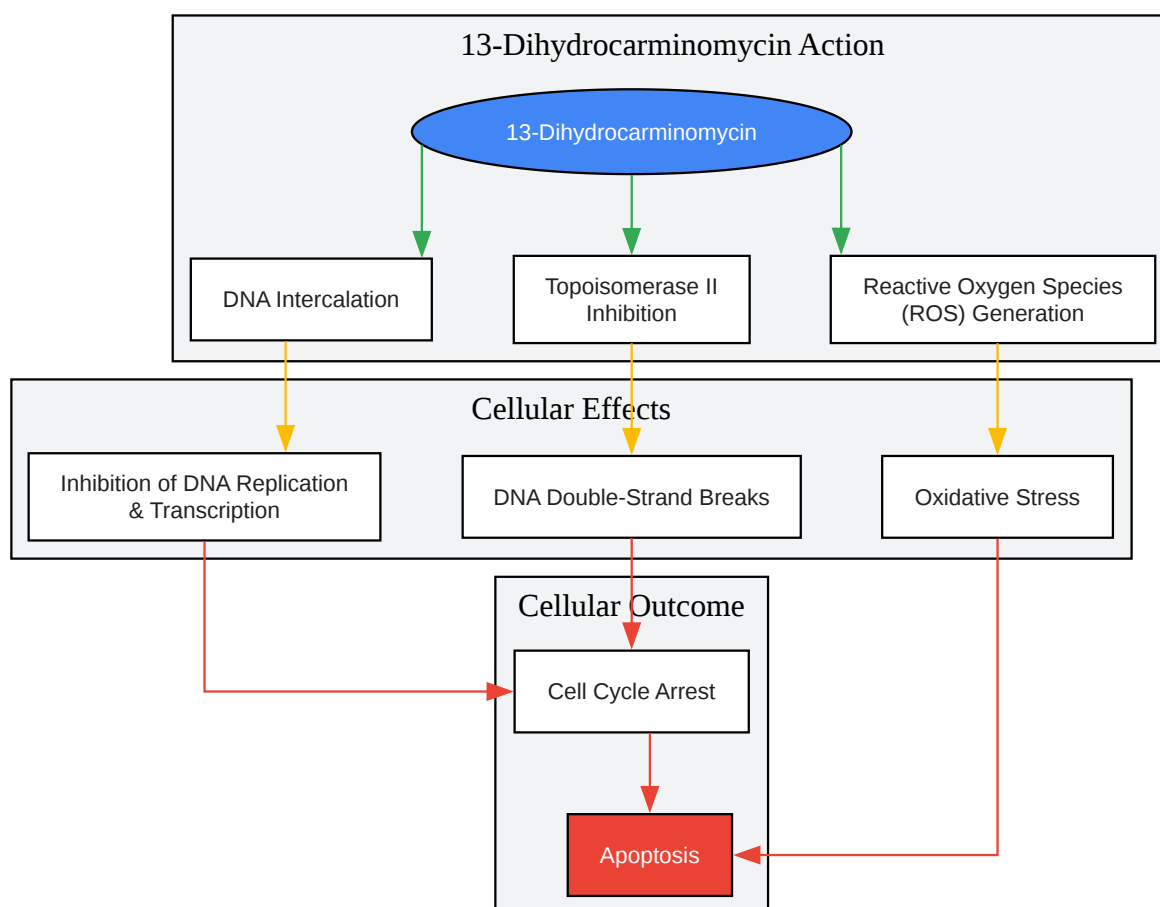 13-Dihydrocarminomycin Action
13-Dihydrocarminomycin
DNA Intercalation
Topoisomerase II
Inhibition
Reactive Oxygen Species
(ROS) Generation
Cellular Effects
Inhibition of DNA Replication
& Transcription
DNA Double-Strand Breaks
Oxidative Stress
Cellular Outcome
Cell Cycle Arrest
Apoptosis